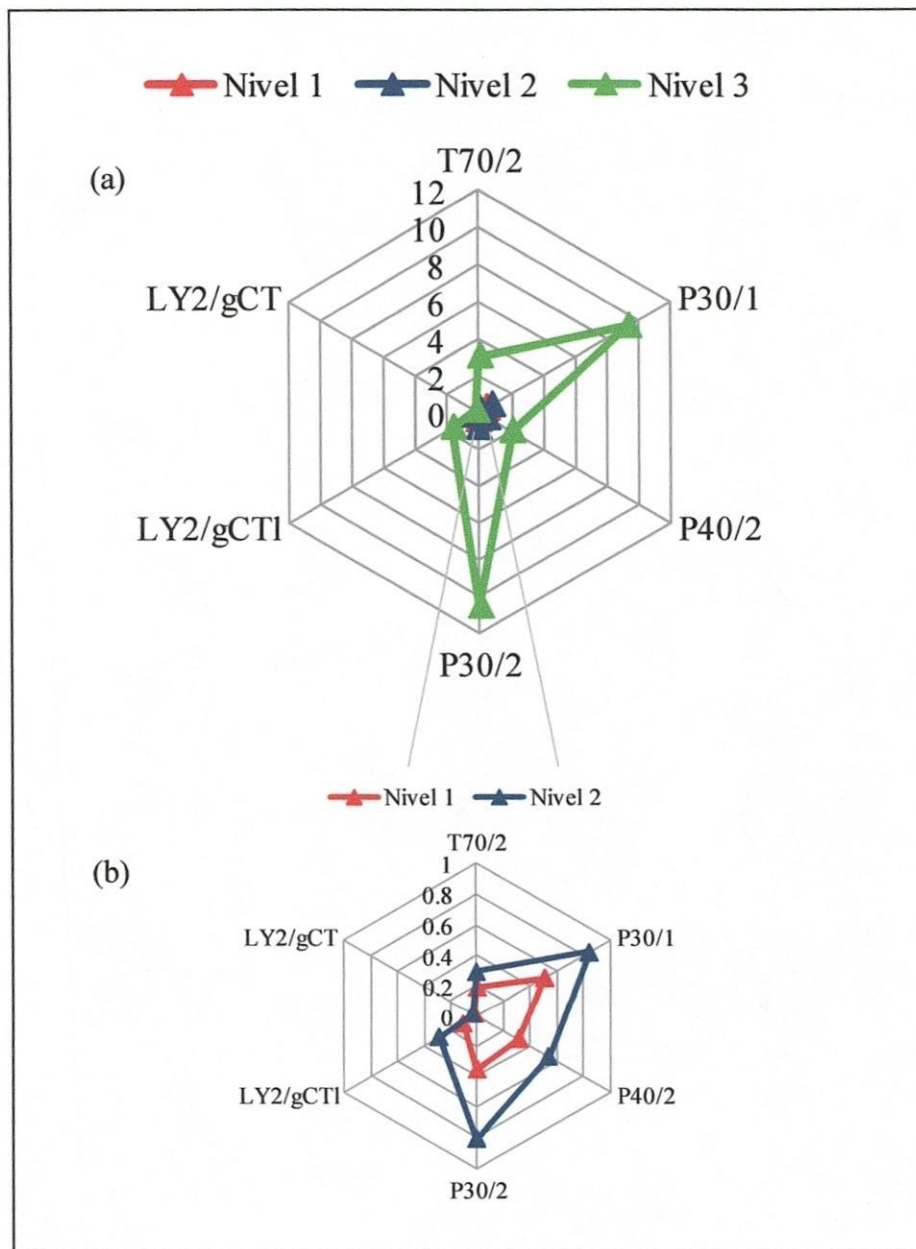 Nivel 1 Nivel 2 Nivel 3
(a)
T70/2
12
10
8
6
4
2
0
LY2/gCT
P30/1
LY2/gCTl
P40/2
P30/2
Nivel 1 Nivel 2
(b)
T70/2
1
0.8
0.6
0.4
0.2
0
LY2/gCT
P30/1
LY2/gCTl
P40/2
P30/2